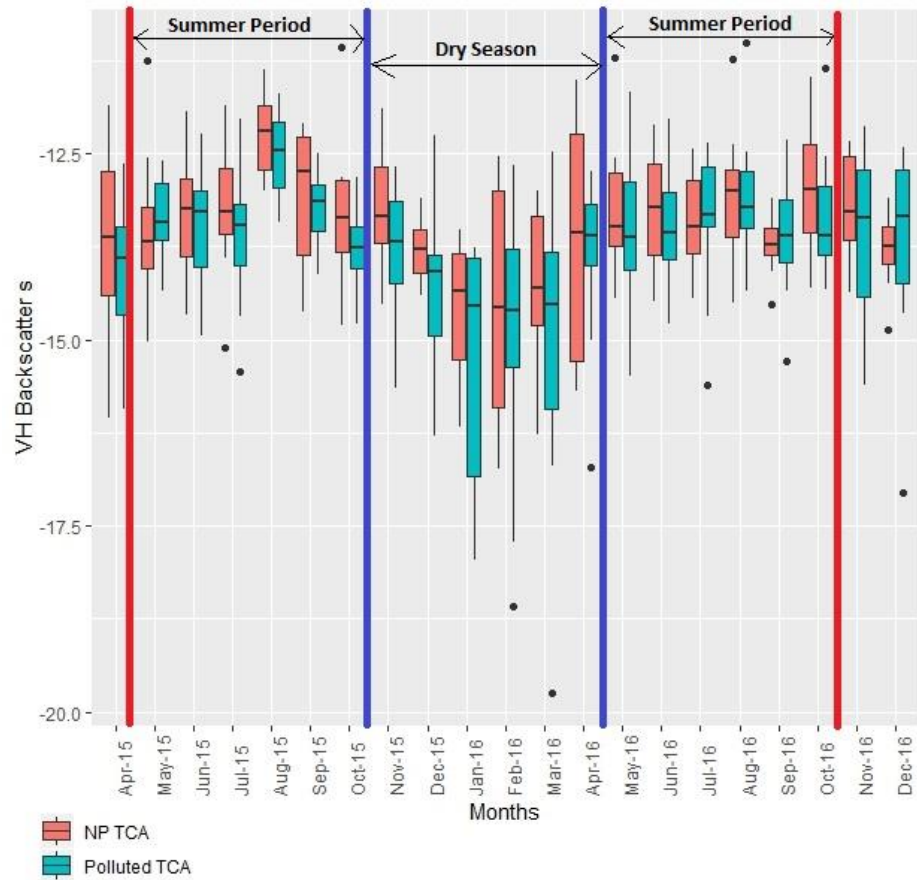 Summer Period
Dry Season
Summer Period
-12.5
-15.0
-17.5
-20.0
VH Backscatter s
Apr-15
May-15
Jun-15
Jul-15
Aug-15
Sep-15
Oct-15
Nov-15
Dec-15
Jan-16
Feb-16
Mar-16
Apr-16
May-16
Jun-16
Jul-16
Aug-16
Sep-16
Oct-16
Nov-16
Dec
Months
NP TCA
Polluted TCA